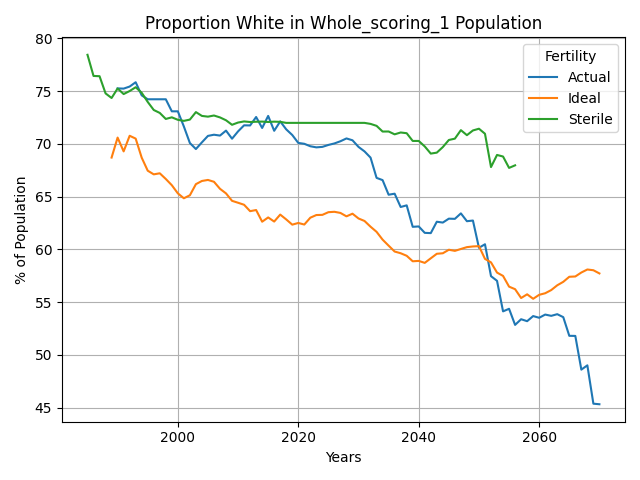 Proportion White in Whole_scoring_1 Population
% of Population
80
75
70
65
60
55
50
45
Fertility
Actual
Ideal
Sterile
2000
2020
2040
2060
Years